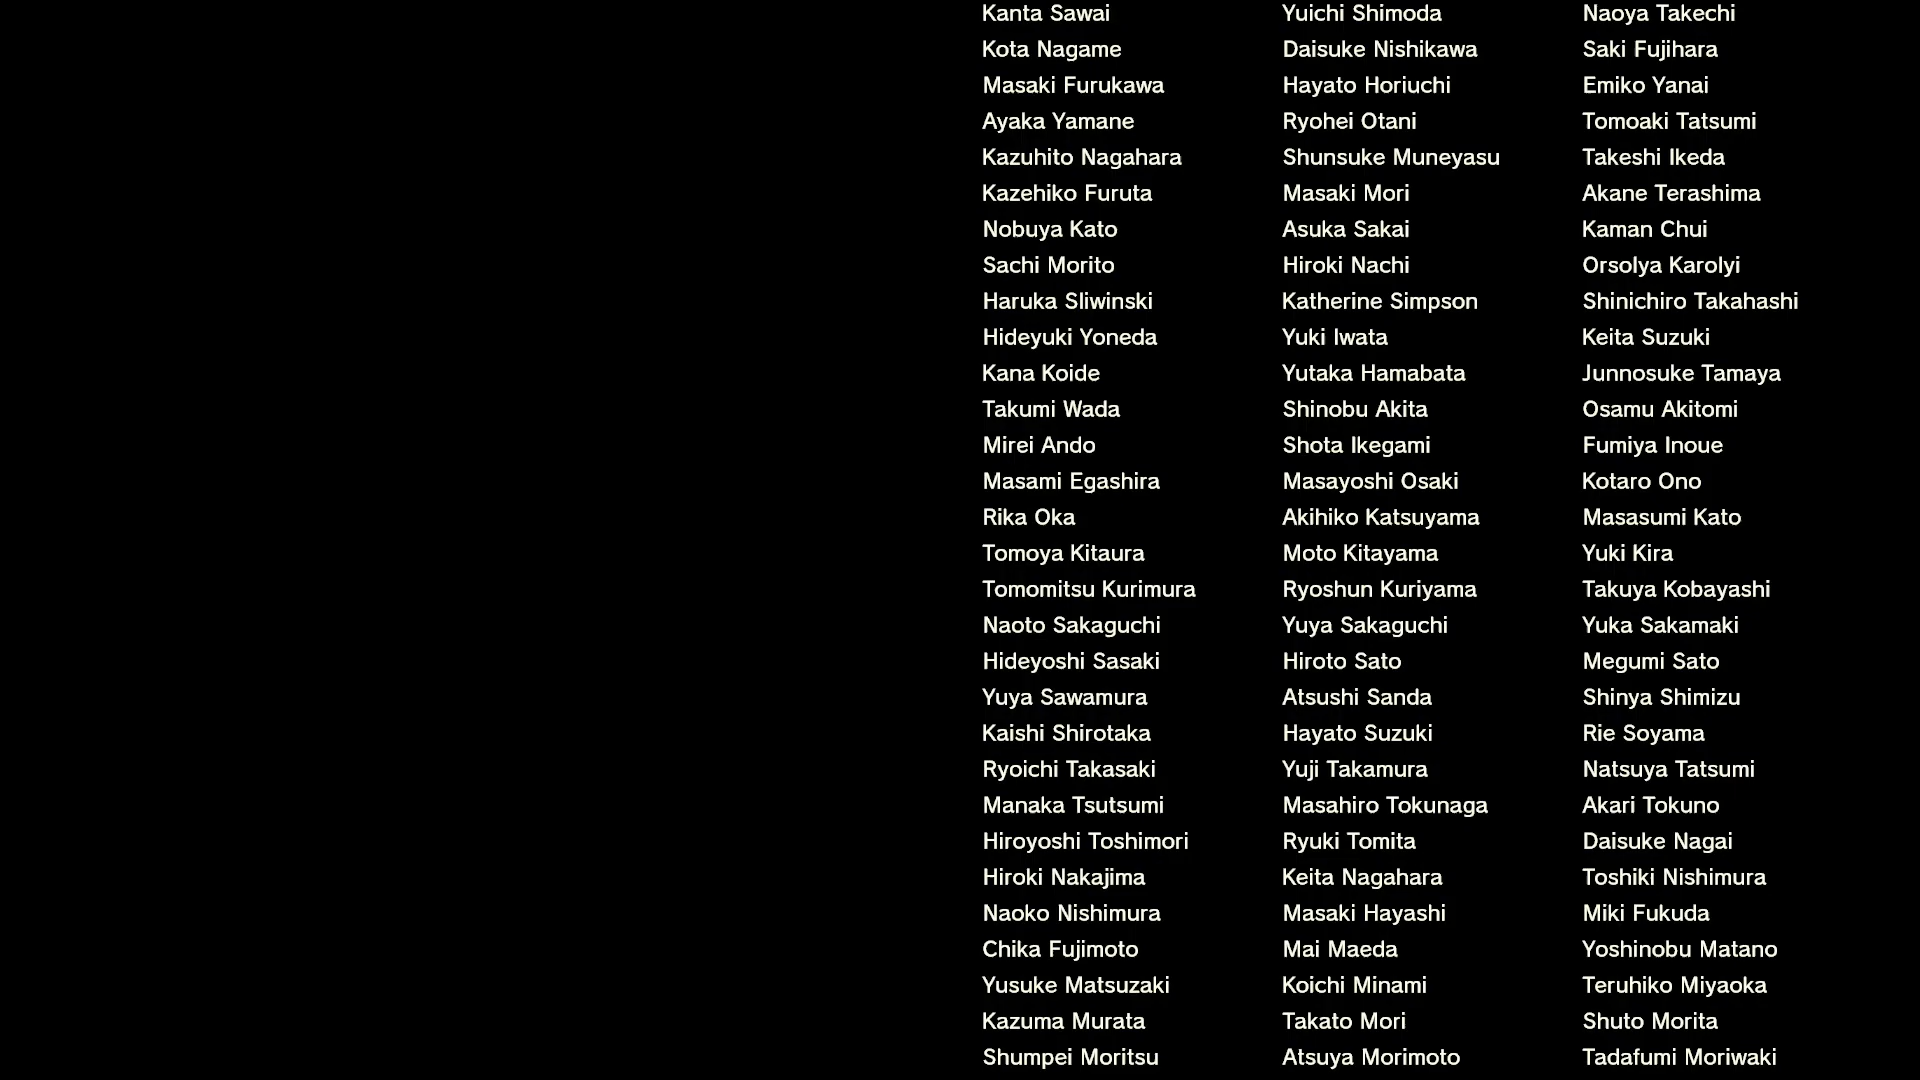 Kanta Sawai Yuichi Shimoda Naoya Takechi
Kota Nagame Daisuke Nishikawa Saki Fujihara
Masaki Furukawa Hayato Horiuchi Emiko Yanai
Ayaka Yamane Ryohei Otani Tomoaki Tatsumi
Kazuhito Nagahara Shunsuke Muneyasu Takeshi Ikeda
Kazehiko Furuta Masaki Mori Akane Terashima
Nobuya Kato Asuka Sakai Kaman Chui
Sachi Morito Hiroki Nachi Orsolya Karolyi
Haruka Sliwinski Katherine Simpson Shinichiro Takahashi
Hideyuki Yoneda Yuki Iwata Keita Suzuki
Kana Koide Yutaka Hamabata Junnosuke Tamaya
Takumi Wada Shinobu Akita Osamu Akitomi
Mirei Ando Shota Ikegami Fumiya Inoue
Masami Egashira Masayoshi Osaki Kotaro Ono
Rika Oka Akihiko Katsuyama Masasumi Kato
Tomoya Kitaura Moto Kitayama Yuki Kira
Tomomitsu Kurimura Ryoshun Kuriyama Takuya Kobayashi
Naoto Sakaguchi Yuya Sakaguchi Yuka Sakamaki
Hideyoshi Sasaki Hiroto Sato Megumi Sato
Yuya Sawamura Atsushi Sanda Shinya Shimizu
Kaishi Shirotaka Hayato Suzuki Rie Soyama
Ryoichi Takasaki Yuji Takamura Natsuya Tatsumi
Manaka Tsutsumi Masahiro Tokunaga Akari Tokuno
Hiroyoshi Toshimori Ryuki Tomita Daisuke Nagai
Hiroki Nakajima Keita Nagahara Toshiki Nishimura
Naoko Nishimura Masaki Hayashi Miki Fukuda
Chika Fujimoto Mai Maeda Yoshinobu Matano
Yusuke Matsuzaki Koichi Minami Teruhiko Miyaoka
Kazuma Murata Takato Mori Shuto Morita
Shumpei Moritsu Atsuya Morimoto Tadafumi Moriwaki